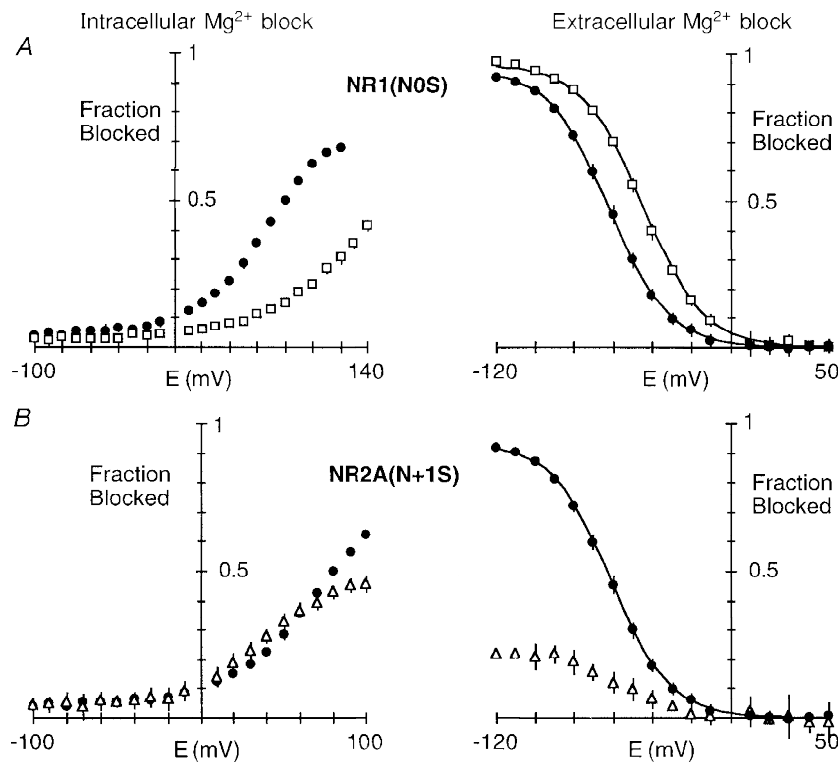 Intracellular Mg2+ block
Extracellular Mg2+ block
A
1
Fraction
Blocked
0.5
-100
E (mV)
140
NR1(N0S)
1
Fraction
Blocked
0.5
-120
E (mV)
50
B
1
Fraction
Blocked
0.5
-100
E (mV)
100
NR2A(N+1S)
1
Fraction
Blocked
0.5
-120
E (mV)
50